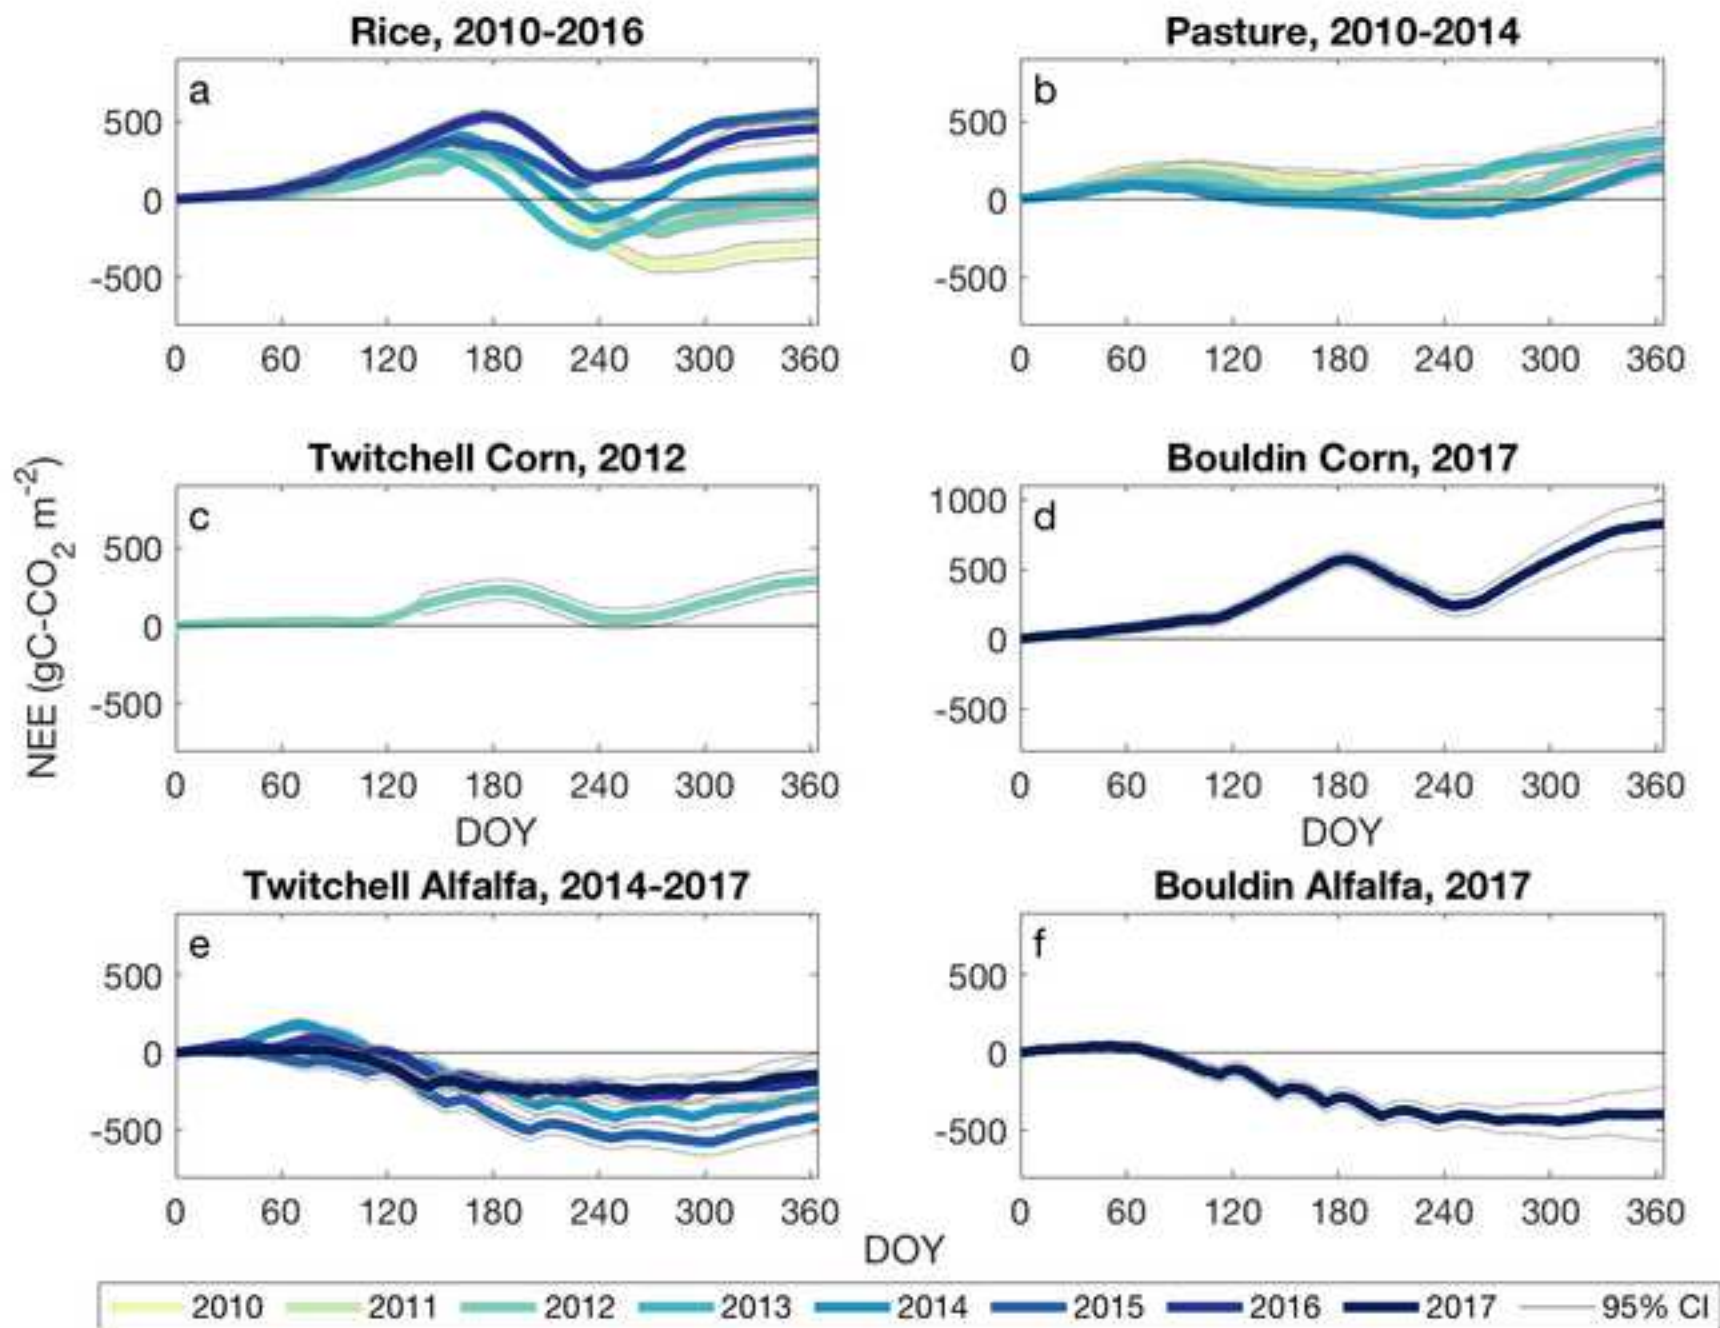 Rice, 2010-2016
a
500
0
-500
0 60 120 180 240 300 360
Pasture, 2010-2014
b
500
0
-500
0 60 120 180 240 300 360
NEE (gC-CO₂ m⁻²)
Twitchell Corn, 2012
c
500
0
-500
0 60 120 180 240 300 360
DOY
Bouldin Corn, 2017
d
1000
500
0
-500
0 60 120 180 240 300 360
DOY
Twitchell Alfalfa, 2014-2017
e
500
0
-500
0 60 120 180 240 300 360
Bouldin Alfalfa, 2017
f
500
0
-500
0 60 120 180 240 300 360
DOY
2010 2011 2012 2013 2014 2015 2016 2017 95% CI